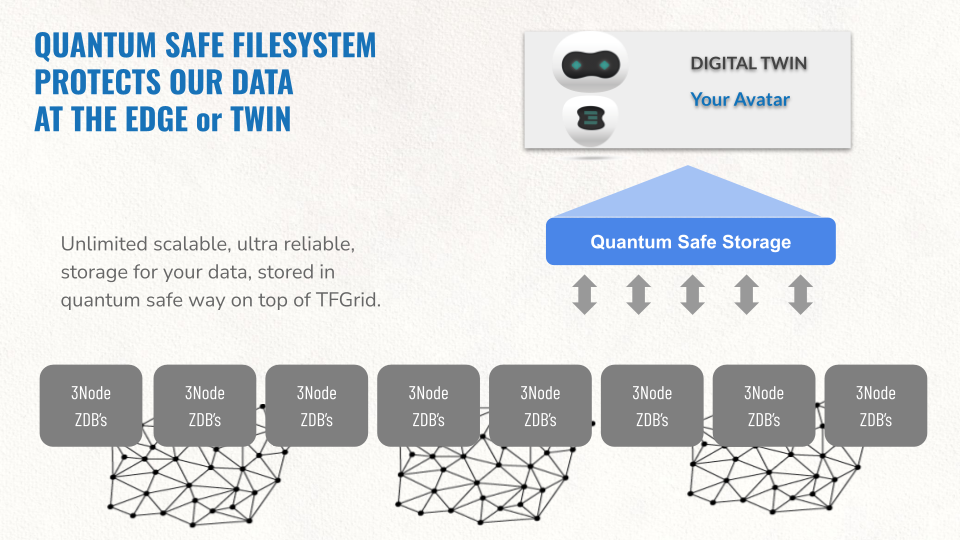 QUANTUM SAFE FILESYSTEM
PROTECTS OUR DATA
AT THE EDGE or TWIN
DIGITAL TWIN
Your Avatar
Quantum Safe Storage
Unlimited scalable, ultra reliable,
storage for your data, stored in
quantum safe way on top of TFGrid.
3Node
ZDB's
3Node
ZDB's
3Node
ZDB's
3Node
ZDB's
3Node
ZDB's
3Node
ZDB's
3Node
ZDB's
3Node
ZDB's